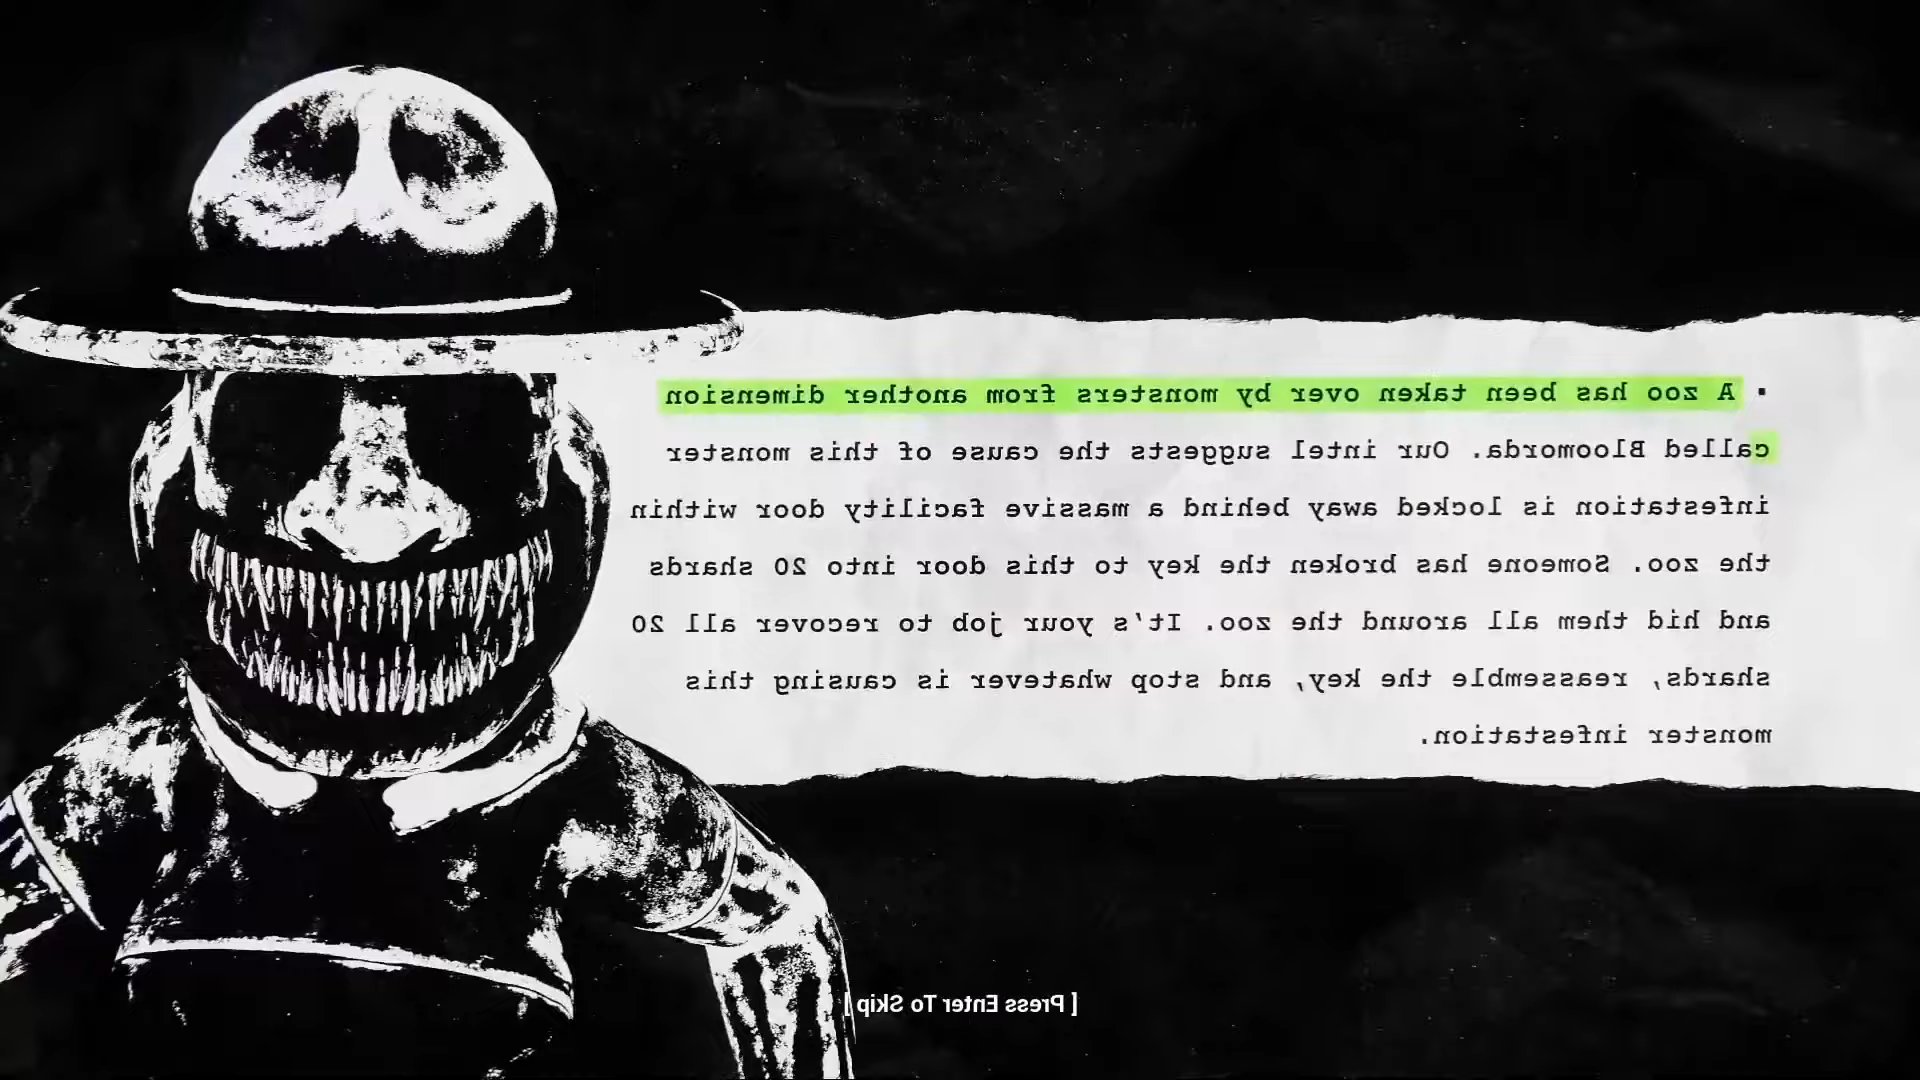 ▪ A zoo has been taken over by monsters from another dimension
called Bloomorda. Our intel suggests the cause of this monster
infestation is locked away behind a massive facility door within
the zoo. Someone has broken the key to this door into 20 shards
and hid them all around the zoo. It's your job to recover all 20
shards, reassemble the key, and stop whatever is causing this
monster infestation.
[ Press Enter To Skip ]